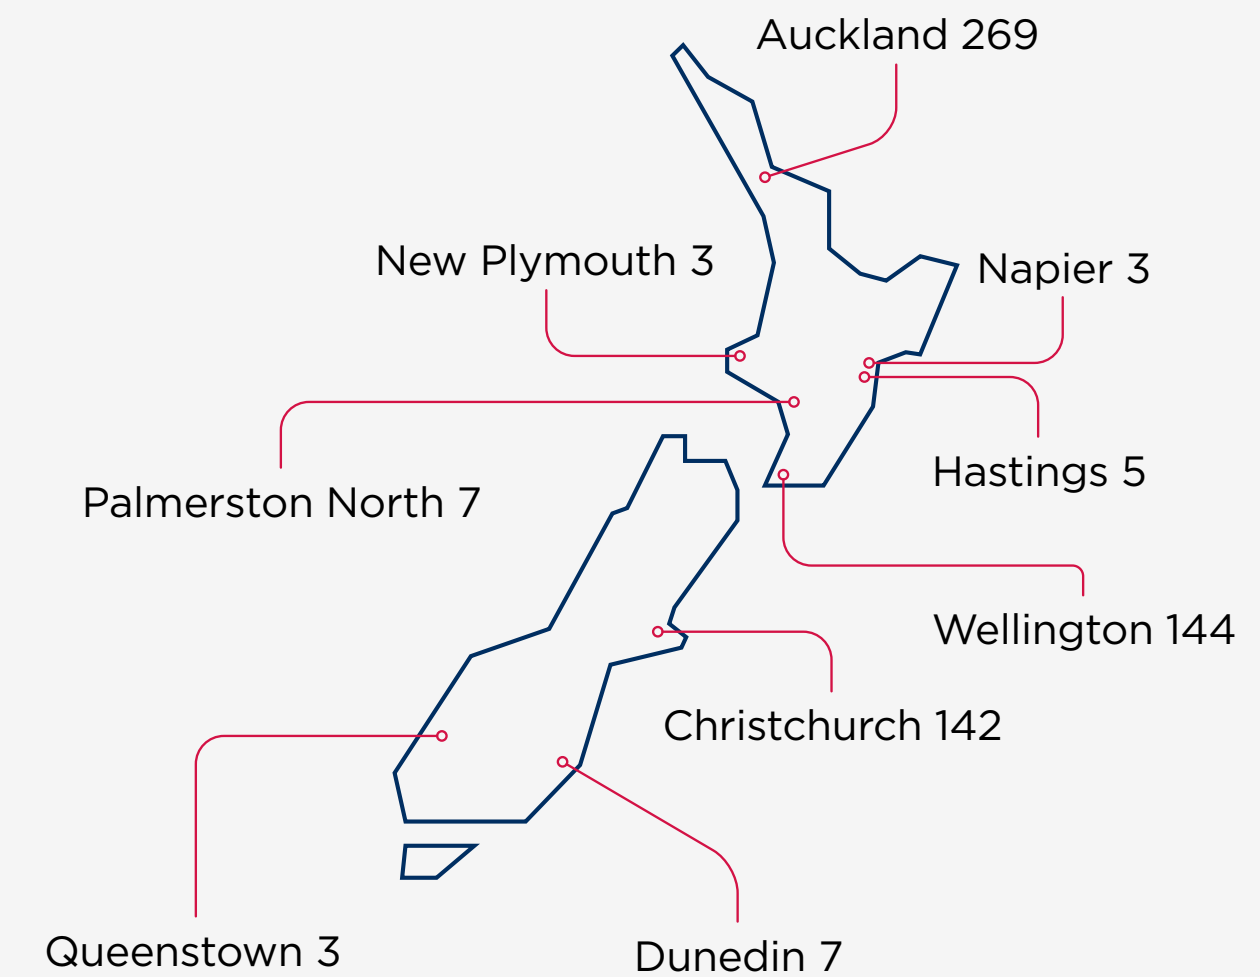 Auckland 269
New Plymouth 3
Napier 3
Hastings 5
Palmerston North 7
Wellington 144
Christchurch 142
Queenstown 3
Dunedin 7